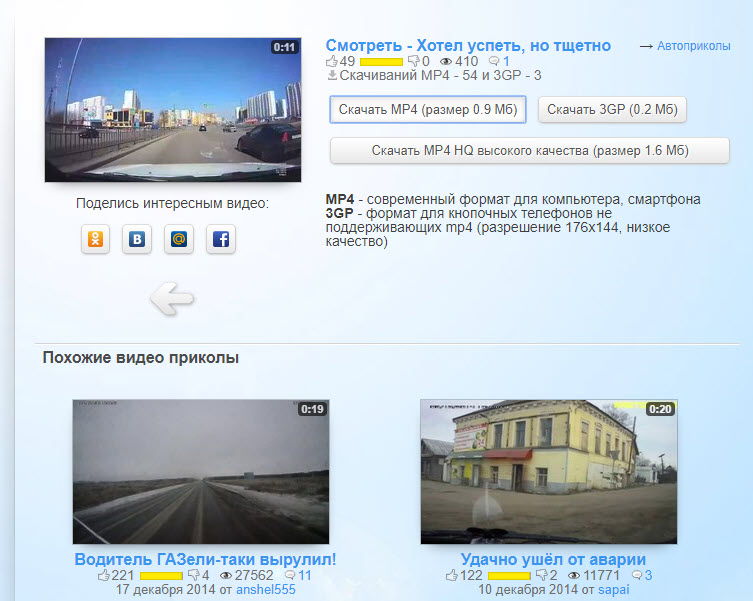 0:11
Смотреть - Хотел успеть, но тщетно
→ Автоприколы
49 0 410 1
Скачиваний MP4 - 54 и 3GP - 3
Скачать MP4 (размер 0.9 Мб)
Скачать 3GP (0.2 Мб)
Скачать MP4 HQ высокого качества (размер 1.6 Мб)
Поделись интересным видео:
MP4 - современный формат для компьютера, смартфона
3GP - формат для кнопочных телефонов не
поддерживающих mp4 (разрешение 176x144, низкое
качество)
Похожие видео приколы
0:19
Водитель ГАЗели-таки вырулил!
221 4 27562 11
17 декабря 2014 от anshel555
0:20
Удачно ушёл от аварии
122 2 11771 3
10 декабря 2014 от sapai